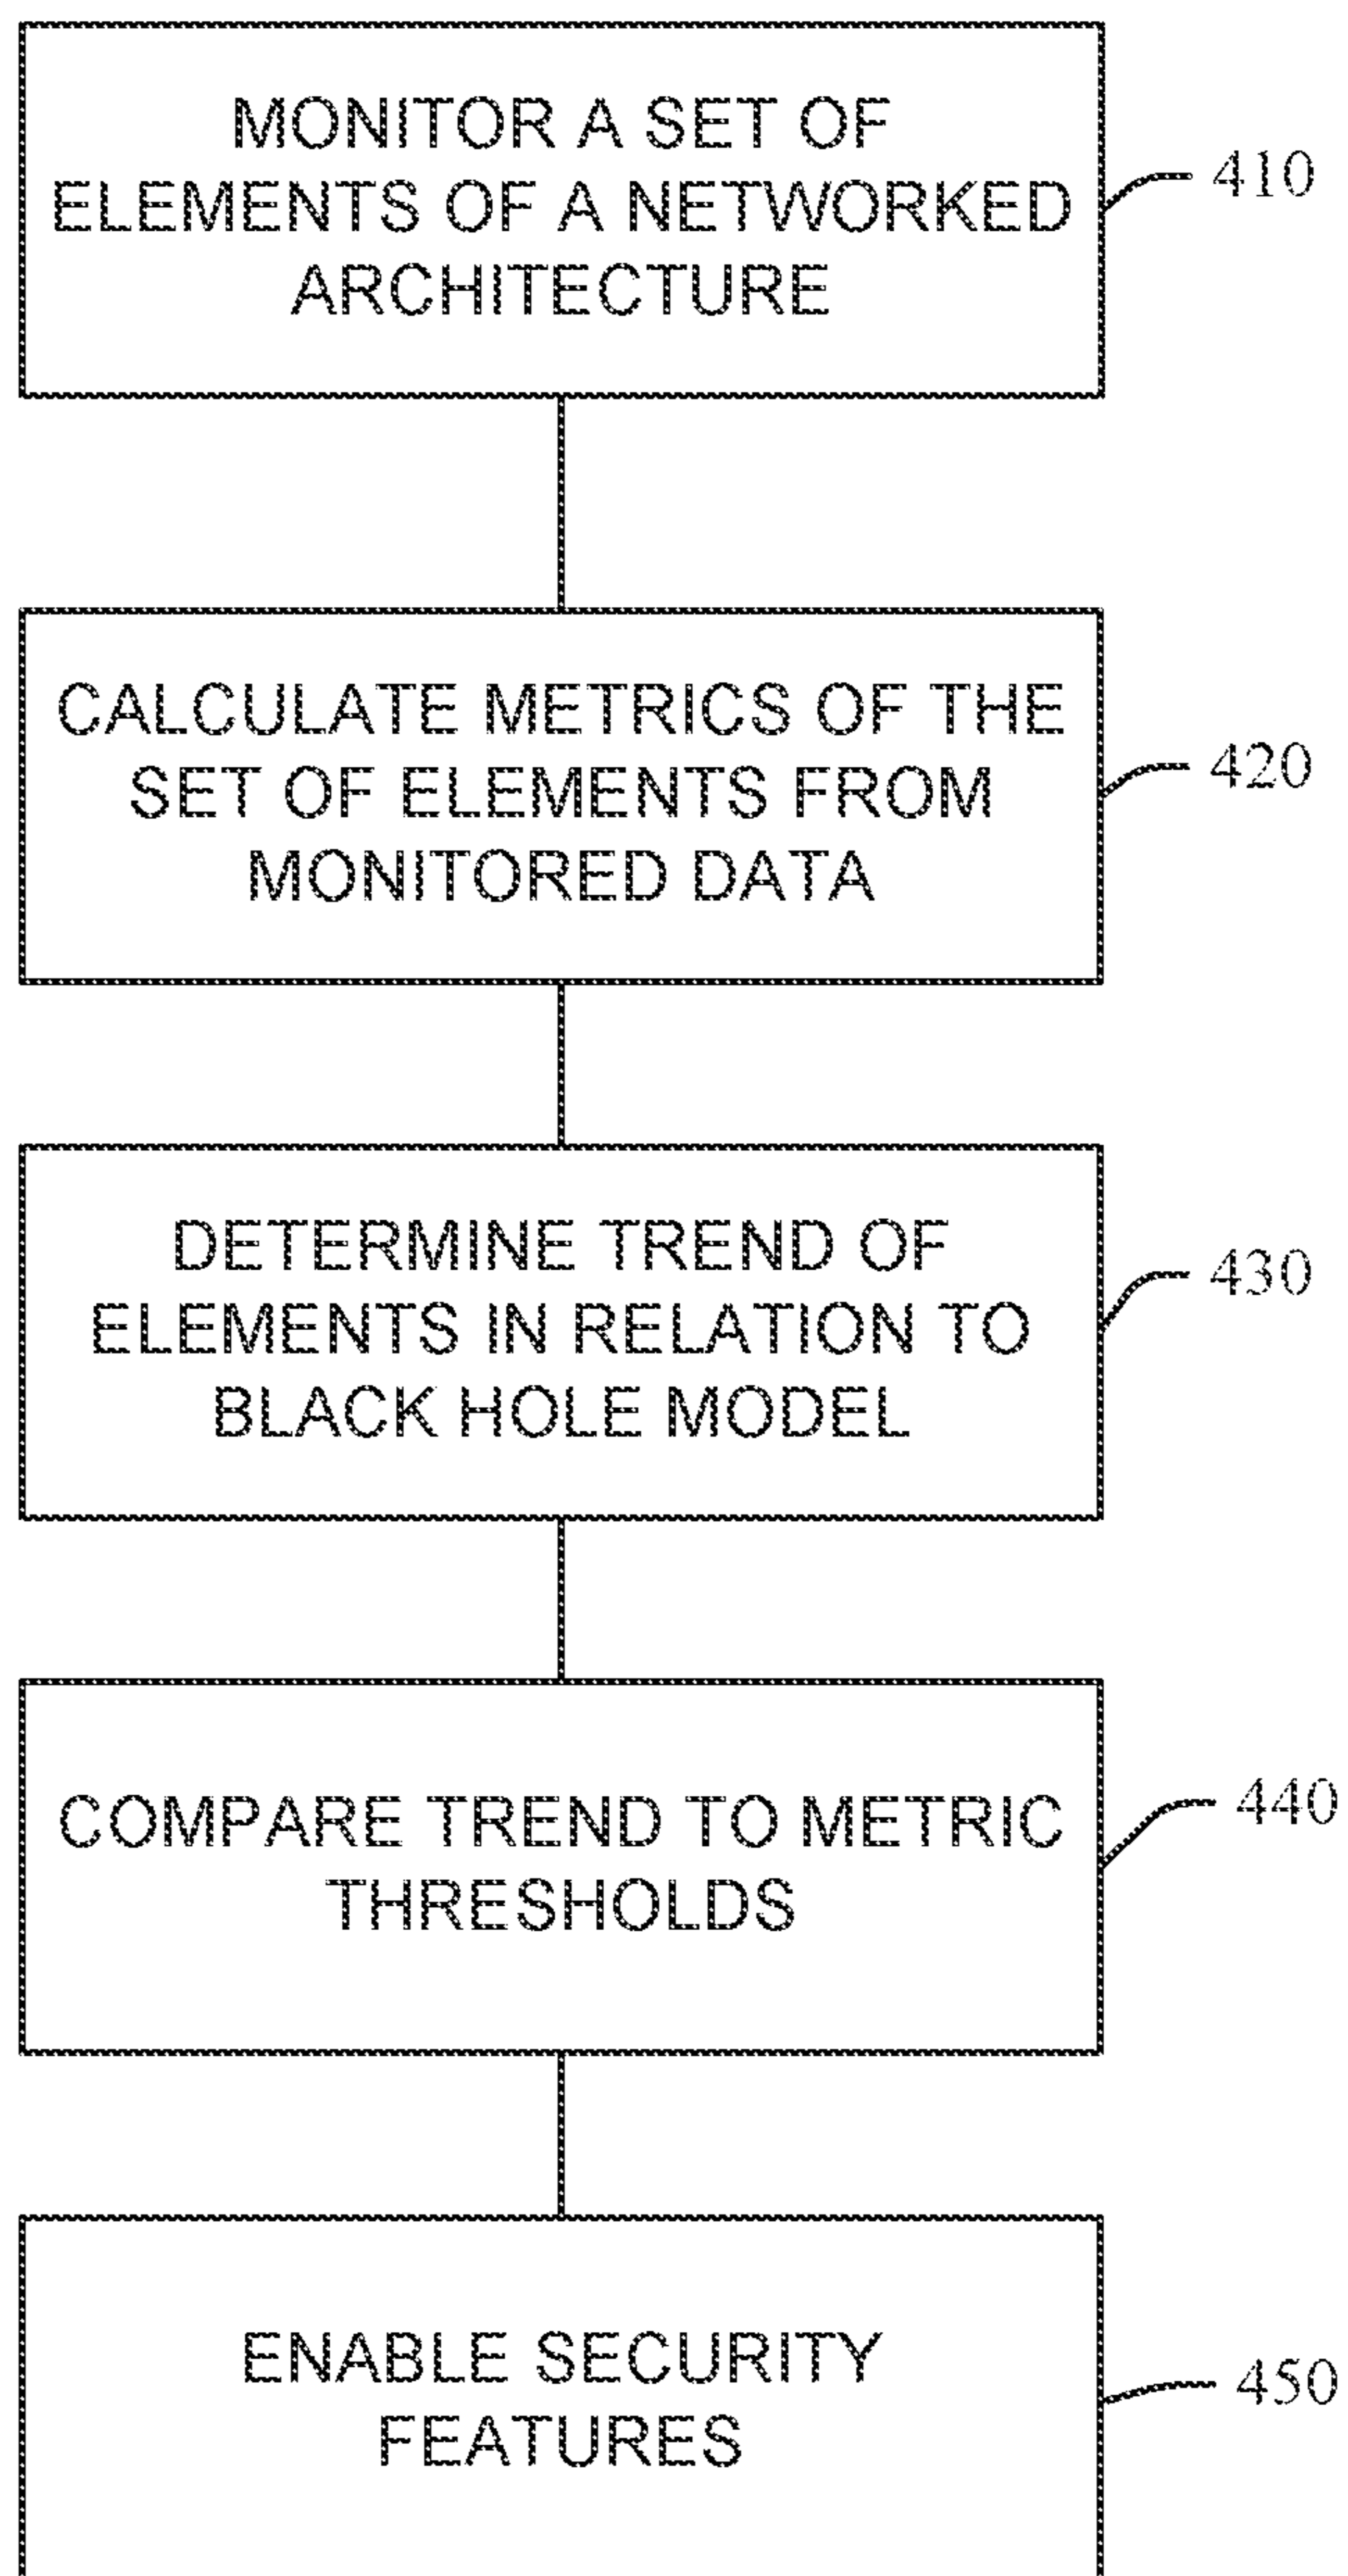 MONITOR A SET OF
ELEMENTS OF A NETWORKED
ARCHITECTURE
410
CALCULATE METRICS OF THE
SET OF ELEMENTS FROM
MONITORED DATA
420
DETERMINE TREND OF
ELEMENTS IN RELATION TO
BLACK HOLE MODEL
430
COMPARE TREND TO METRIC
THRESHOLDS
440
ENABLE SECURITY
FEATURES
450